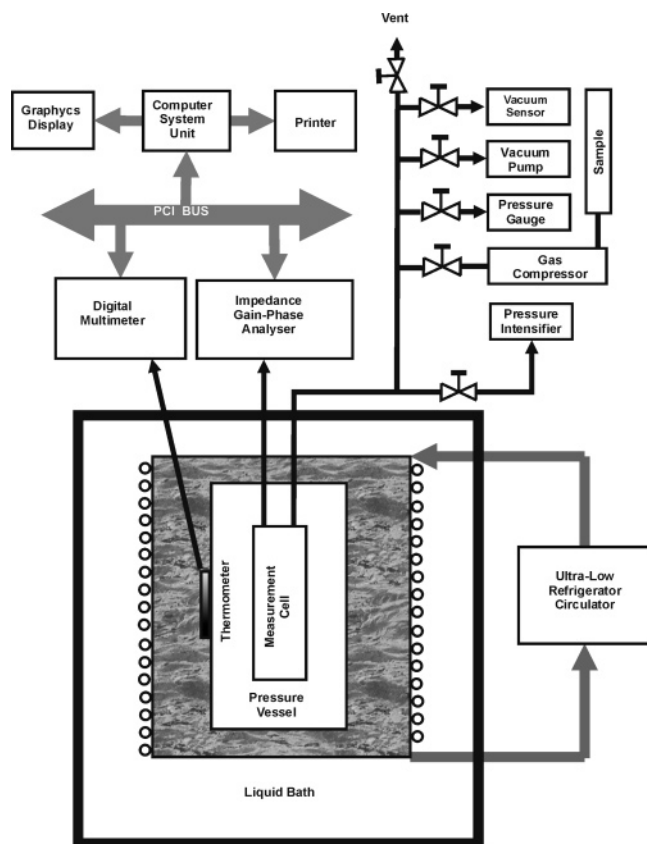 Vent
Graphycs
Display
Computer
System
Unit
Printer
Vacuum
Sensor
Vacuum
Pump
Pressure
Gauge
Gas
Compressor
Sample
PCI BUS
Digital
Multimeter
Impedance
Gain-Phase
Analyser
Pressure
Intensifier
Thermometer
Measurement
Cell
Pressure
Vessel
Ultra-Low
Refrigerator
Circulator
Liquid Bath